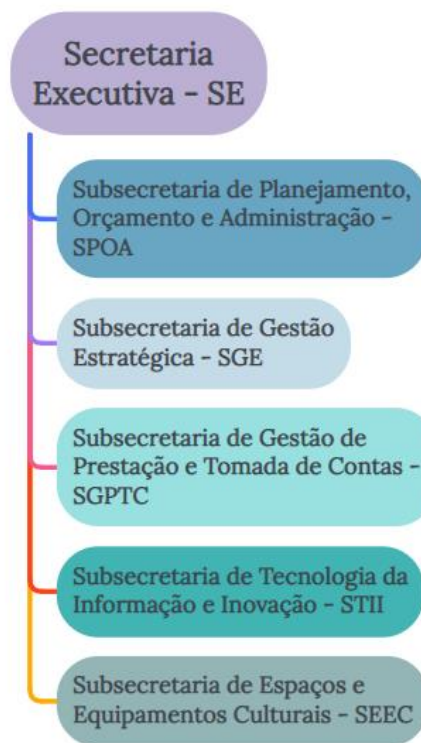 Secretaria
Executiva - SE
Subsecretaria de Planejamento,
Orçamento e Administração -
SPOA
Subsecretaria de Gestão
Estratégica - SGE
Subsecretaria de Gestão de
Prestação e Tomada de Contas -
SGPTC
Subsecretaria de Tecnologia da
Informação e Inovação - STII
Subsecretaria de Espaços e
Equipamentos Culturais - SEEC